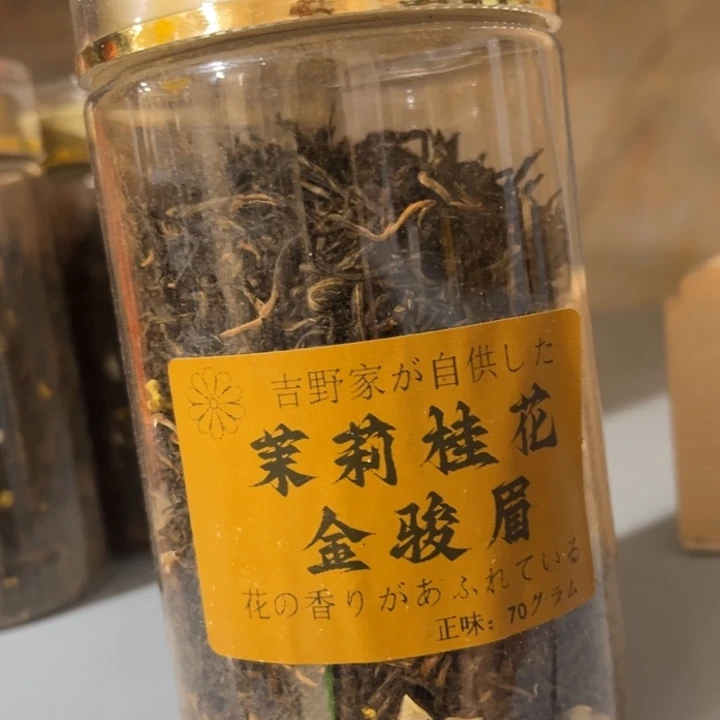 吉野家が自供した
茉莉桂花
金骏眉
花の香りがあふれている
正味：70グラム